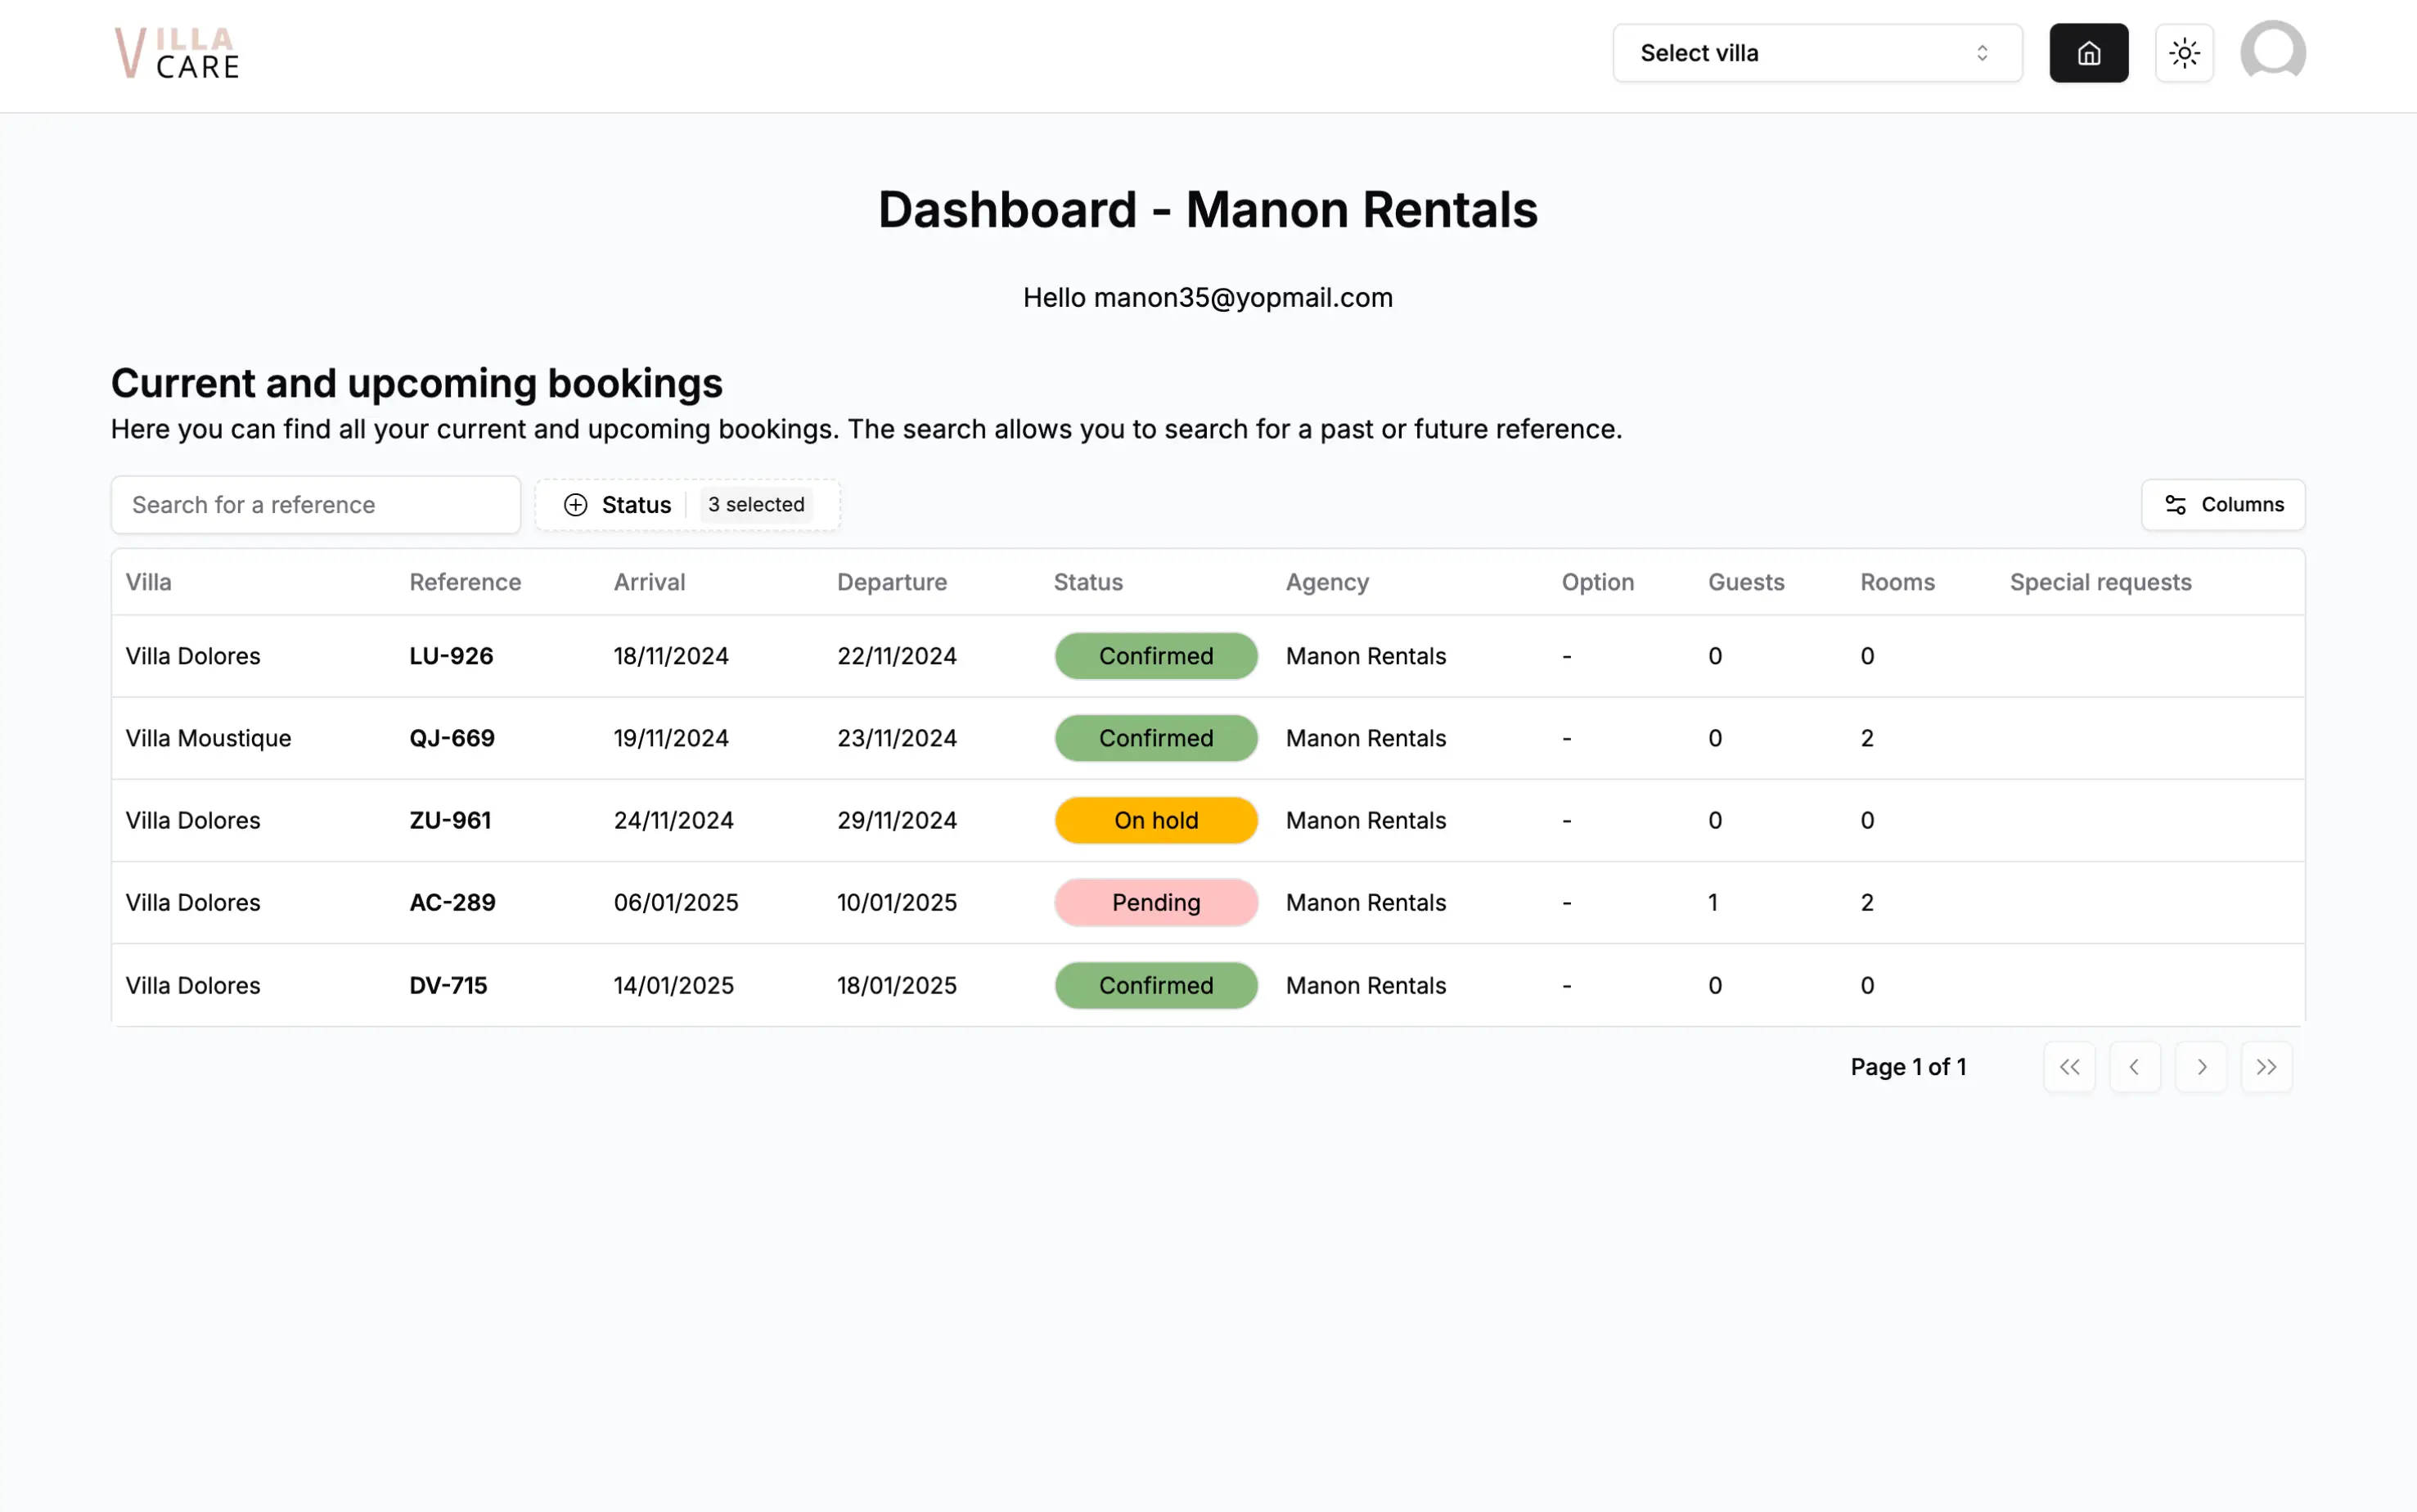 VILLA
CARE
Select villa
Dashboard - Manon Rentals
Hello manon35@yopmail.com
Current and upcoming bookings
Here you can find all your current and upcoming bookings. The search allows you to search for a past or future reference.
Search for a reference Status 3 selected Columns
Villa Reference Arrival Departure Status Agency Option Guests Rooms Special requests
Villa Dolores LU-926 18/11/2024 22/11/2024 Confirmed Manon Rentals - 0 0
Villa Moustique QJ-669 19/11/2024 23/11/2024 Confirmed Manon Rentals - 0 2
Villa Dolores ZU-961 24/11/2024 29/11/2024 On hold Manon Rentals - 0 0
Villa Dolores AC-289 06/01/2025 10/01/2025 Pending Manon Rentals - 1 2
Villa Dolores DV-715 14/01/2025 18/01/2025 Confirmed Manon Rentals - 0 0
Page 1 of 1